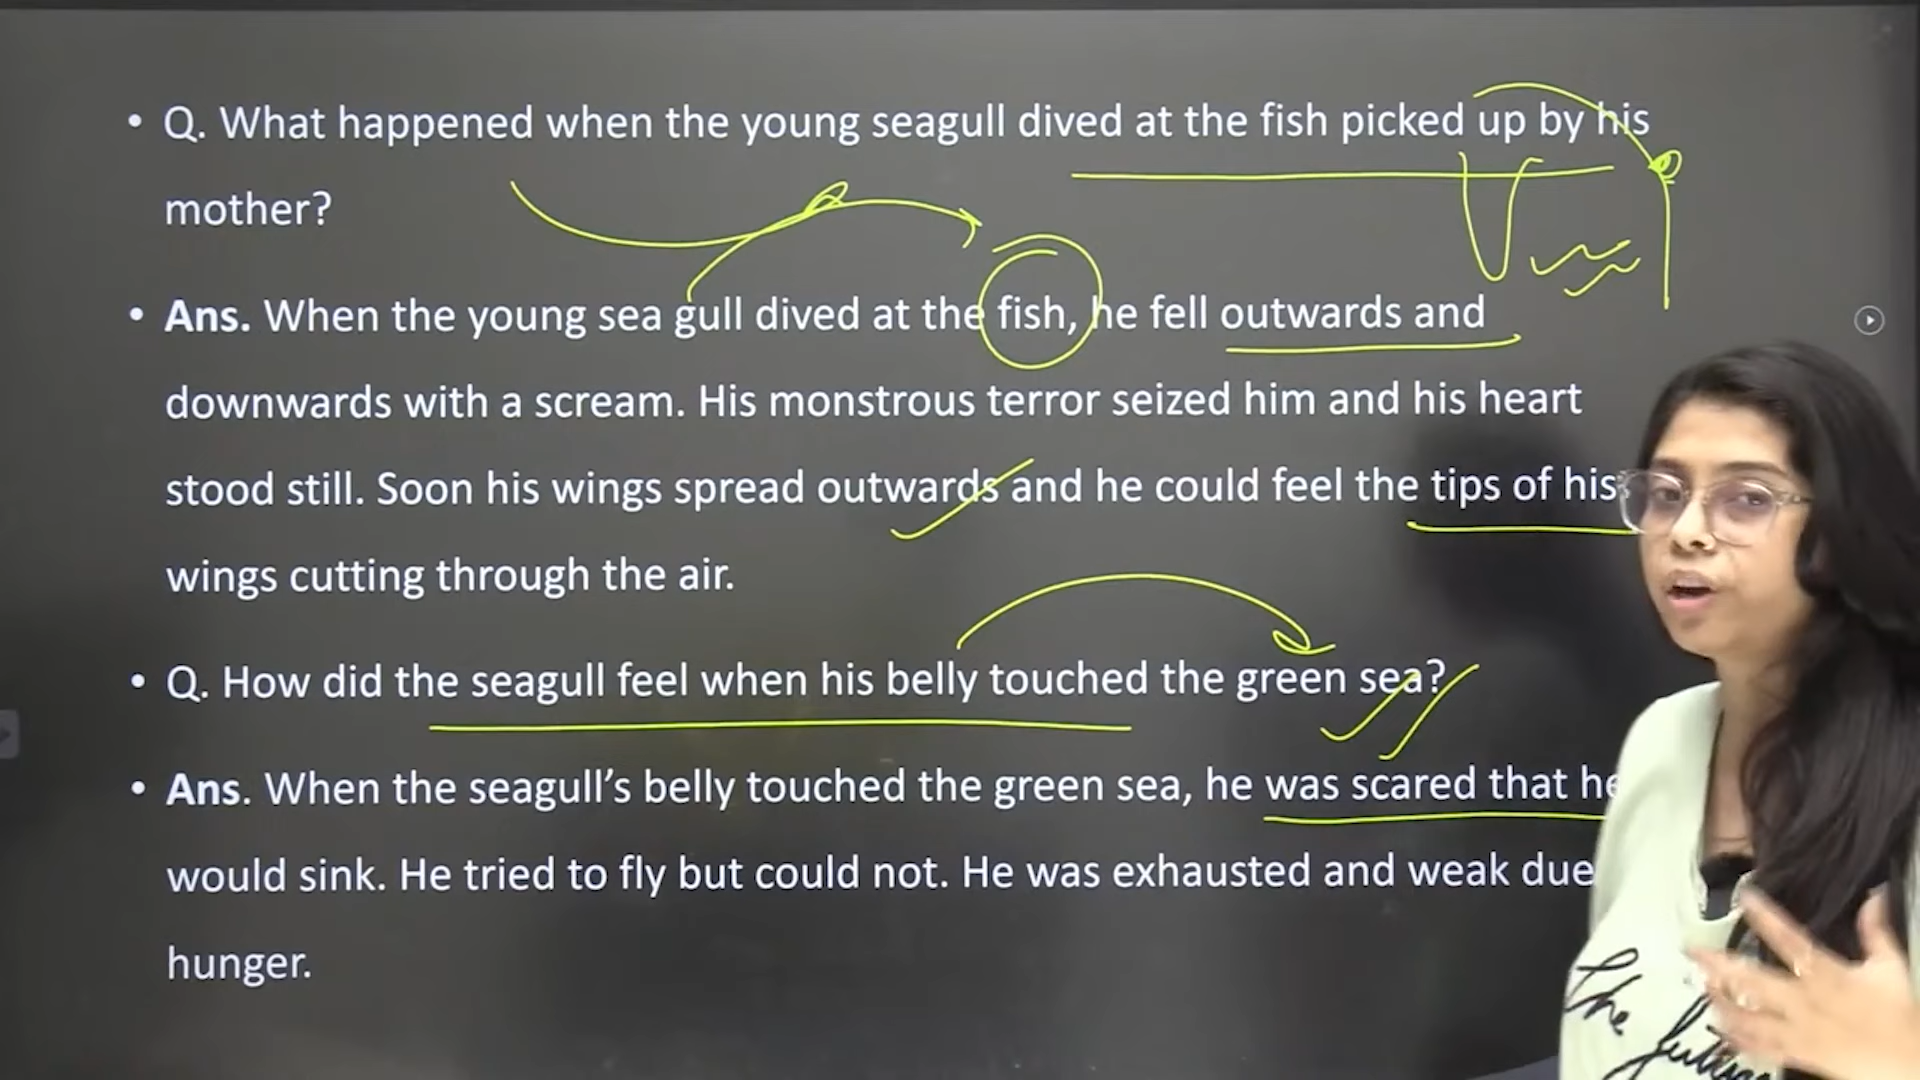 • Q. What happened when the young seagull dived at the fish picked up by his
mother?
• Ans. When the young sea gull dived at the fish, he fell outwards and
downwards with a scream. His monstrous terror seized him and his heart
stood still. Soon his wings spread outwards and he could feel the tips of his
wings cutting through the air.
• Q. How did the seagull feel when his belly touched the green sea?
• Ans. When the seagull’s belly touched the green sea, he was scared that he
would sink. He tried to fly but could not. He was exhausted and weak due
hunger.
the